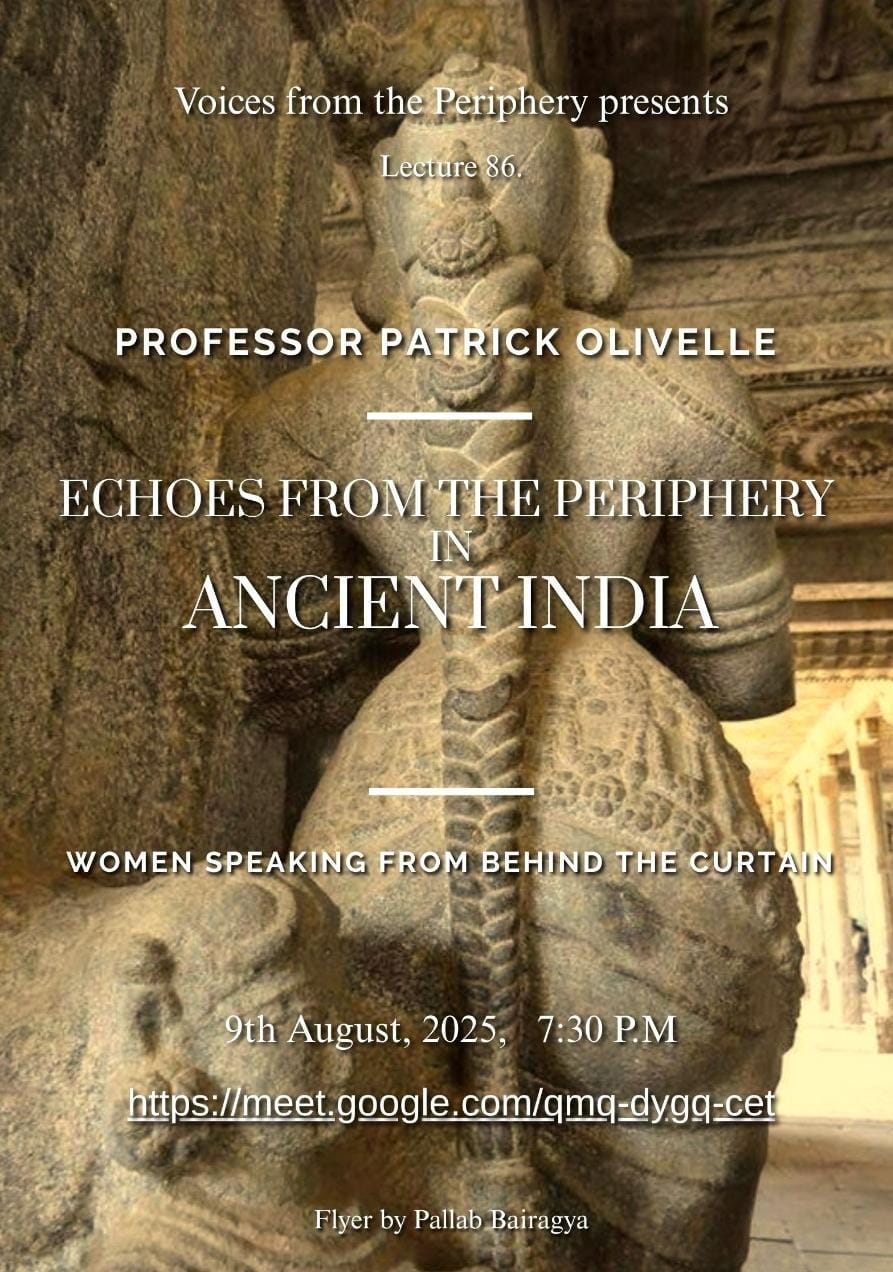 Voices from the Periphery presents
Lecture 86.
PROFESSOR PATRICK OLIVELLE
ECHOES FROM THE PERIPHERY
IN
ANCIENT INDIA
WOMEN SPEAKING FROM BEHIND THE CURTAIN
9th August, 2025, 7:30 P.M
https://meet.google.com/qmq-dygq-cet
Flyer by Pallab Bairagya